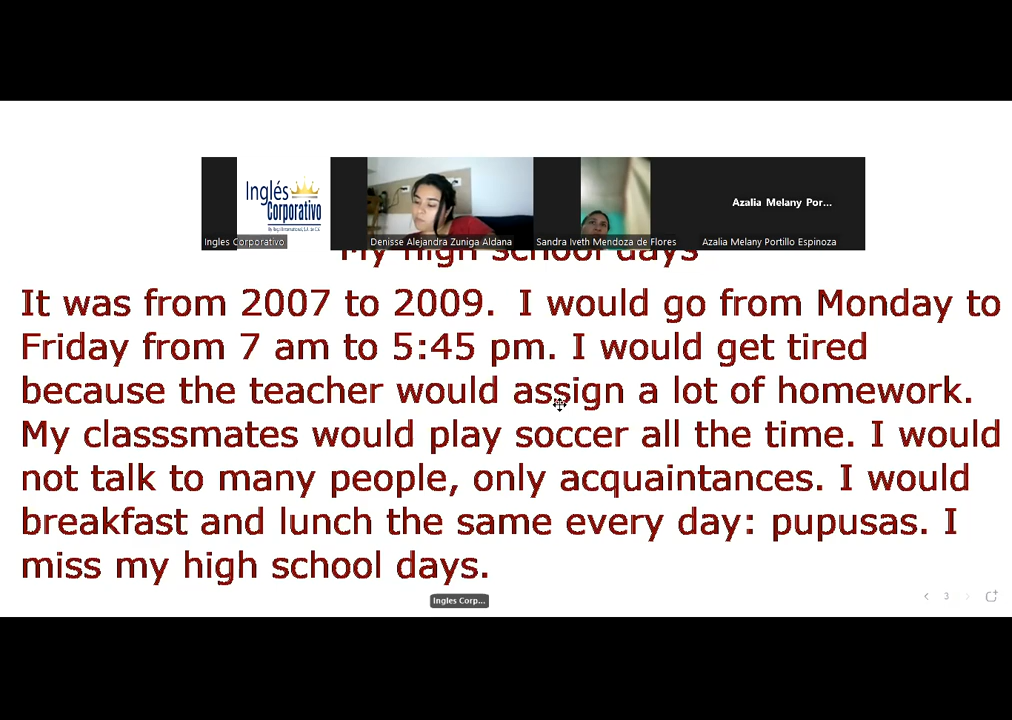 Inglés
Corporativo
Azalia Melany Por...
Ingles Corporativo
Denisse Alejandra Zuniga Aldana
Sandra Iveth Mendoza de Flores
Azalia Melany Portillo Espinoza
My high school days
It was from 2007 to 2009. I would go from Monday to
Friday from 7 am to 5:45 pm. I would get tired
because the teacher would assign a lot of homework.
My classsmates would play soccer all the time. I would
not talk to many people, only acquaintances. I would
breakfast and lunch the same every day: pupusas. I
miss my high school days.
Ingles Corp...
3